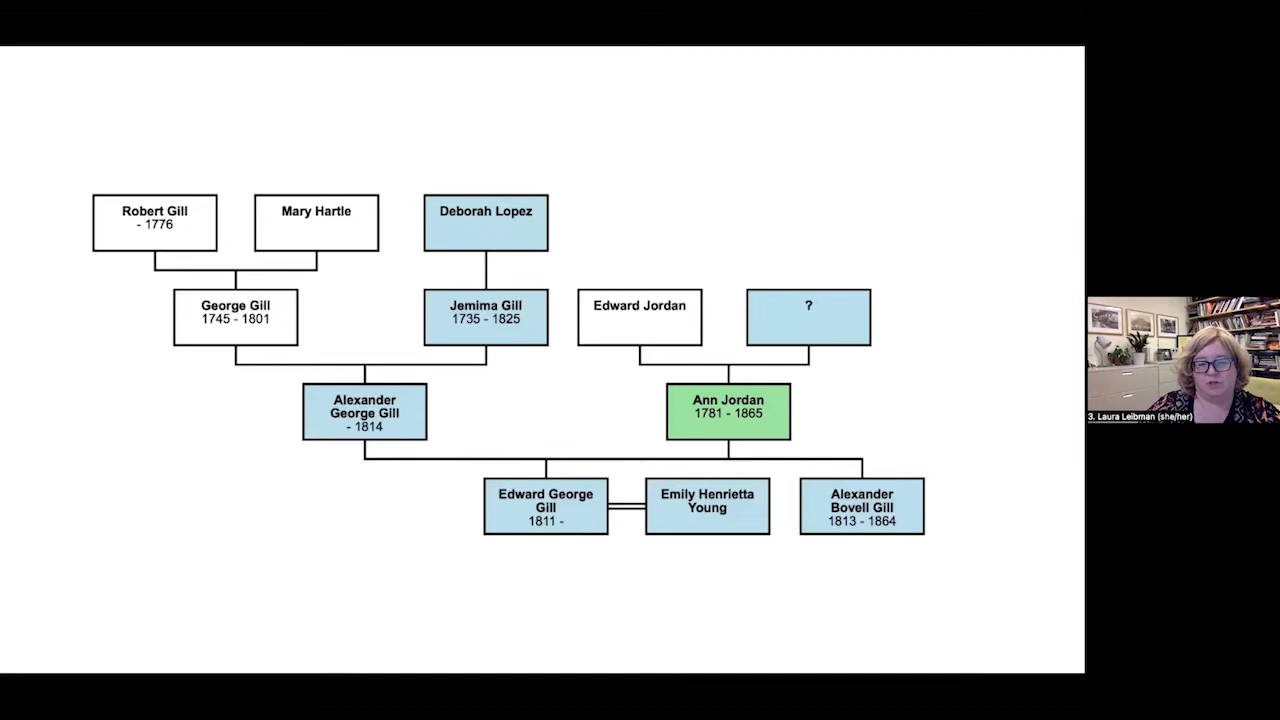 Robert Gill
- 1776
Mary Hartle
Deborah Lopez
George Gill
1745 - 1801
Jemima Gill
1735 - 1825
Edward Jordan
?
Alexander
George Gill
- 1814
Ann Jordan
1781 - 1865
Edward George
Gill
1811 -
Emily Henrietta
Young
Alexander
Bovell Gill
1813 - 1864
3. Laura Leibman (she/her)